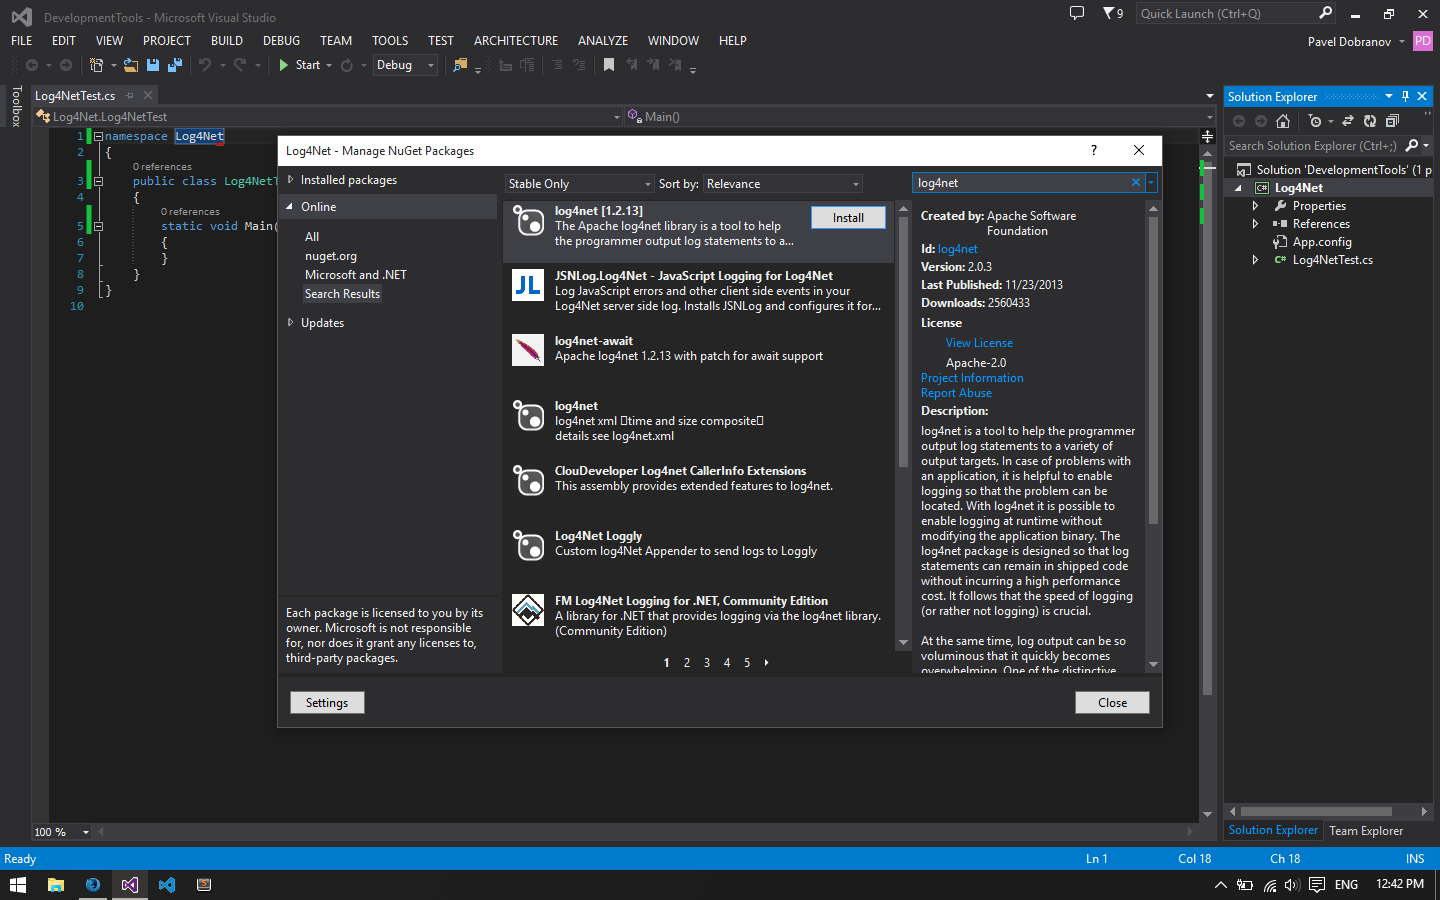 DevelopmentTools - Microsoft Visual Studio
9
Quick Launch (Ctrl+Q)
FILE EDIT VIEW PROJECT BUILD DEBUG TEAM TOOLS TEST ARCHITECTURE ANALYZE WINDOW HELP
Pavel Dobranov
PD
Start
Debug
Toolbox
Log4NetTest.cs
Log4Net.Log4NetTest
Main()
1 namespace Log4Net
2 {
0 references
3 public class Log4NetT
4 {
0 references
5 static void Main(
6 {
7 }
8 }
9 }
10
Log4Net - Manage NuGet Packages
?
Installed packages
Online
All
nuget.org
Microsoft and .NET
Search Results
Updates
Each package is licensed to you by its
owner. Microsoft is not responsible
for, nor does it grant any licenses to,
third-party packages.
Stable Only
Sort by: Relevance
log4net [1.2.13]
The Apache log4net library is a tool to help
the programmer output log statements to a...
Install
JL
JSNLog.Log4Net - JavaScript Logging for Log4Net
Log JavaScript errors and other client side events in your
Log4Net server side log. Installs JSNLog and configures it for...
log4net-await
Apache log4net 1.2.13 with patch for await support
log4net
log4net xml □time and size composite□
details see log4net.xml
ClouDeveloper Log4net CallerInfo Extensions
This assembly provides extended features to log4net.
Log4Net Loggly
Custom log4Net Appender to send logs to Loggly
FM Log4Net Logging for .NET, Community Edition
A library for .NET that provides logging via the log4net library.
(Community Edition)
1 2 3 4 5
log4net
Created by: Apache Software
Foundation
Id: log4net
Version: 2.0.3
Last Published: 11/23/2013
Downloads: 2560433
License
View License
Apache-2.0
Project Information
Report Abuse
Description:
log4net is a tool to help the programmer
output log statements to a variety of
output targets. In case of problems with
an application, it is helpful to enable
logging so that the problem can be
located. With log4net it is possible to
enable logging at runtime without
modifying the application binary. The
log4net package is designed so that log
statements can remain in shipped code
without incurring a high performance
cost. It follows that the speed of logging
(or rather not logging) is crucial.
At the same time, log output can be so
voluminous that it quickly becomes
overwhelming. One of the distinctive
Settings
Close
Solution Explorer
Search Solution Explorer (Ctrl+;)
Solution 'DevelopmentTools' (1 p
C# Log4Net
Properties
References
App.config
C# Log4NetTest.cs
Solution Explorer
Team Explorer
100 %
Ready
Ln 1
Col 18
Ch 18
INS
ENG
12:42 PM